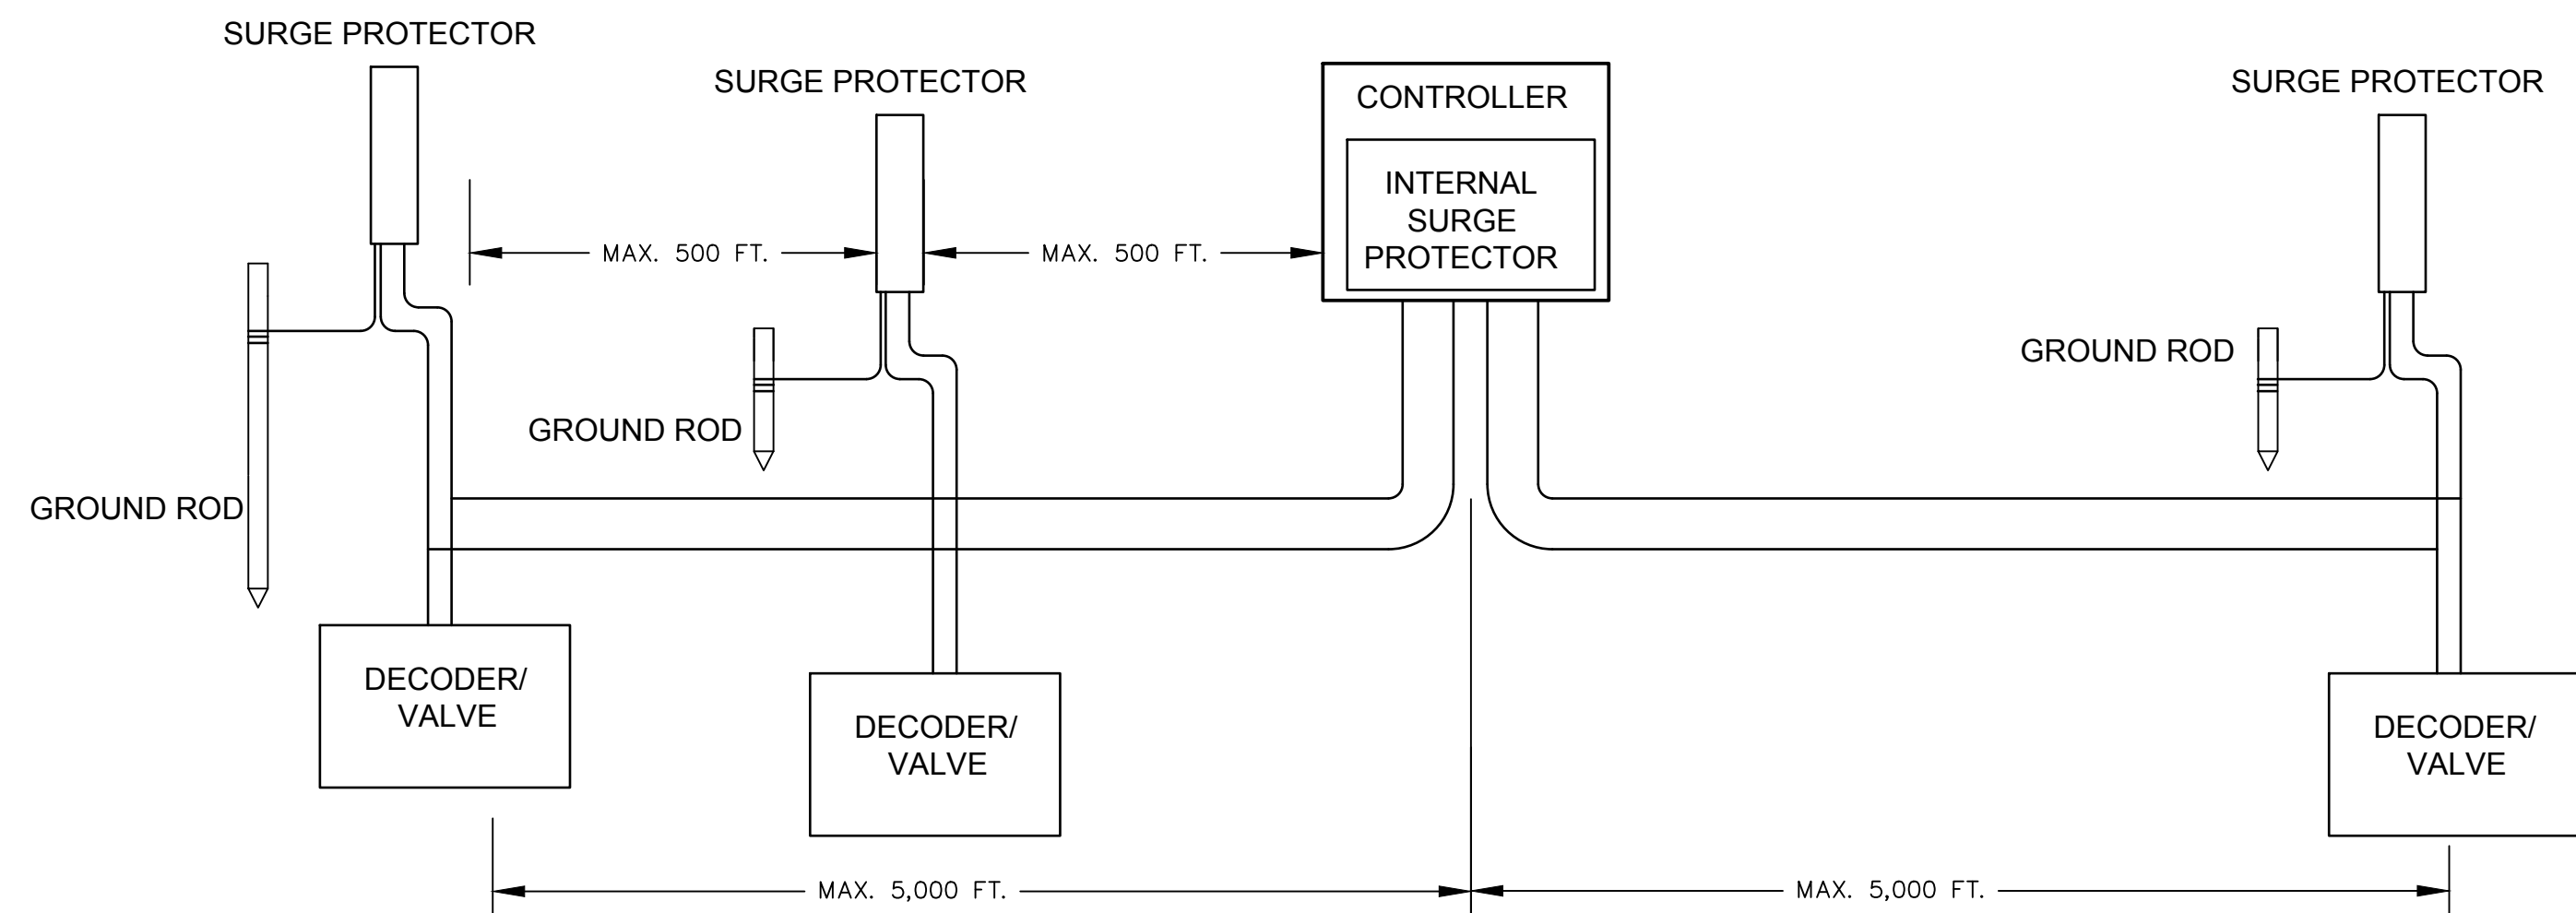 SURGE PROTECTOR
SURGE PROTECTOR
CONTROLLER
SURGE PROTECTOR
INTERNAL
SURGE
PROTECTOR
MAX. 500 FT.
MAX. 500 FT.
GROUND ROD
GROUND ROD
GROUND ROD
DECODER/
VALVE
DECODER/
VALVE
DECODER/
VALVE
MAX. 5,000 FT.
MAX. 5,000 FT.